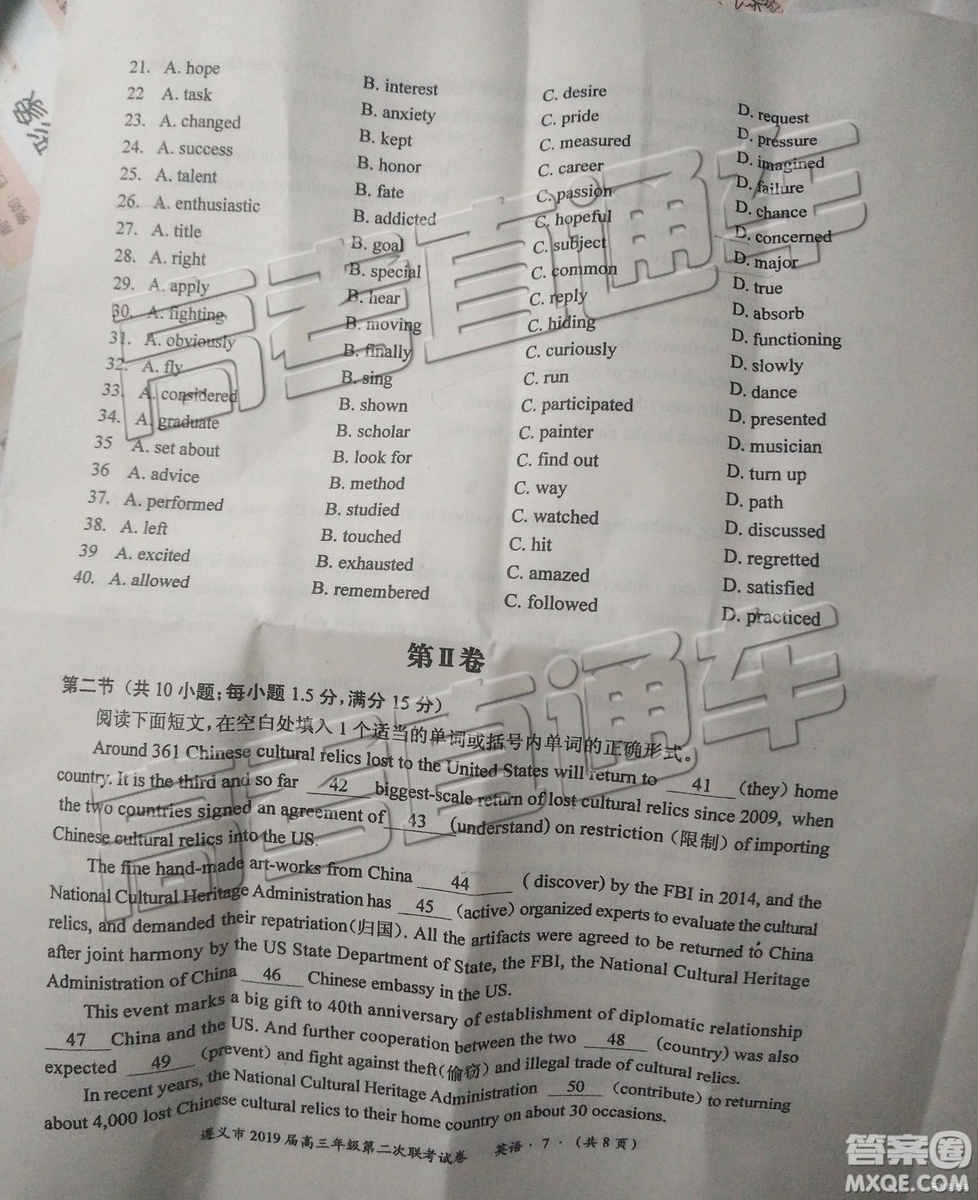 21. A. hope B. interest C. desire D. request
22 A. task B. anxiety C. pride D. pressure
23. A. changed B. kept C. measured D. imagined
24. A. success B. honor C. career D. failure
25. A. talent B. fate C. passion D. chance
26. A. enthusiastic B. addicted C. hopeful D. concerned
27. A. title B. goal C. subject D. major
28. A. right B. special C. common D. true
29. A. apply B. hear C. reply D. absorb
30. A. fighting B. moving C. hiding D. functioning
31. A. obviously B. finally C. curiously D. slowly
32. A. fly B. sing C. run D. dance
33. A. considered B. shown C. participated D. presented
34. A. graduate B. scholar C. painter D. musician
35 A. set about B. look for C. find out D. turn up
36 A. advice B. method C. way D. path
37. A. performed B. studied C. watched D. discussed
38. A. left B. touched C. hit D. regretted
39 A. excited B. exhausted C. amazed D. satisfied
40. A. allowed B. remembered C. followed D. practiced
第Ⅱ卷
第二节（共 10 小题；每小题 1.5 分，满分 15 分）
阅读下面短文，在空白处填入 1 个适当的单词或括号内单词的正确形式。
Around 361 Chinese cultural relics lost to the United States will return to 41 (they) home
country. It is the third and so far 42 biggest-scale return of lost cultural relics since 2009, when
the two countries signed an agreement of 43 (understand) on restriction (限制) of importing
Chinese cultural relics into the US.
The fine hand-made art-works from China 44 ( discover) by the FBI in 2014, and the
National Cultural Heritage Administration has 45 (active) organized experts to evaluate the cultural
relics, and demanded their repatriation(归国). All the artifacts were agreed to be returned to China
after joint harmony by the US State Department of State, the FBI, the National Cultural Heritage
Administration of China 46 Chinese embassy in the US.
This event marks a big gift to 40th anniversary of establishment of diplomatic relationship
47 China and the US. And further cooperation between the two 48 (country) was also
expected 49 (prevent) and fight against theft(偷窃) and illegal trade of cultural relics.
In recent years, the National Cultural Heritage Administration 50 (contribute) to returning
about 4,000 lost Chinese cultural relics to their home country on about 30 occasions.
遵义市 2019 届高三年级第二次联考试卷 英语·7·（共 8 页）
高考直通车
高考直通车
答案圈
MXQE.COM